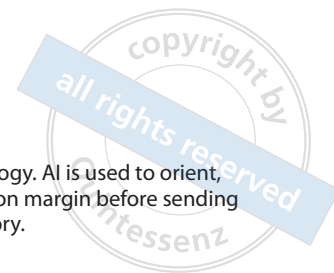 copyright by
all rights reserved
Quintessenz
ogy. AI is used to orient,
on margin before sending
ory.